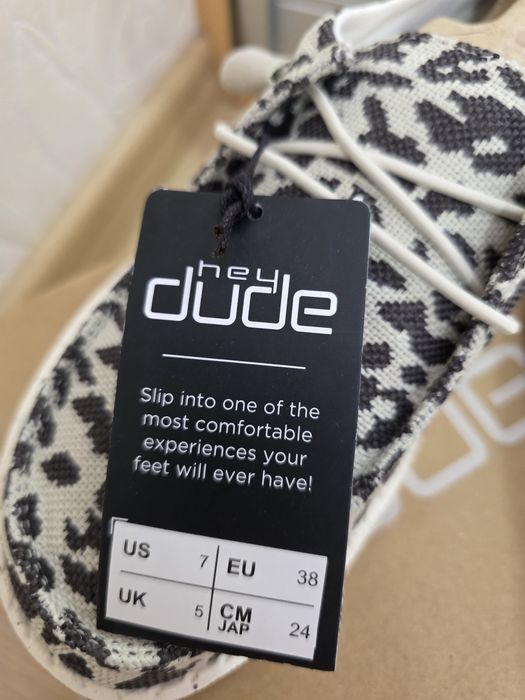 hey
dude
Slip into one of the
most comfortable
experiences your
feet will ever have!
US 7 EU 38
UK 5 CM JAP 24